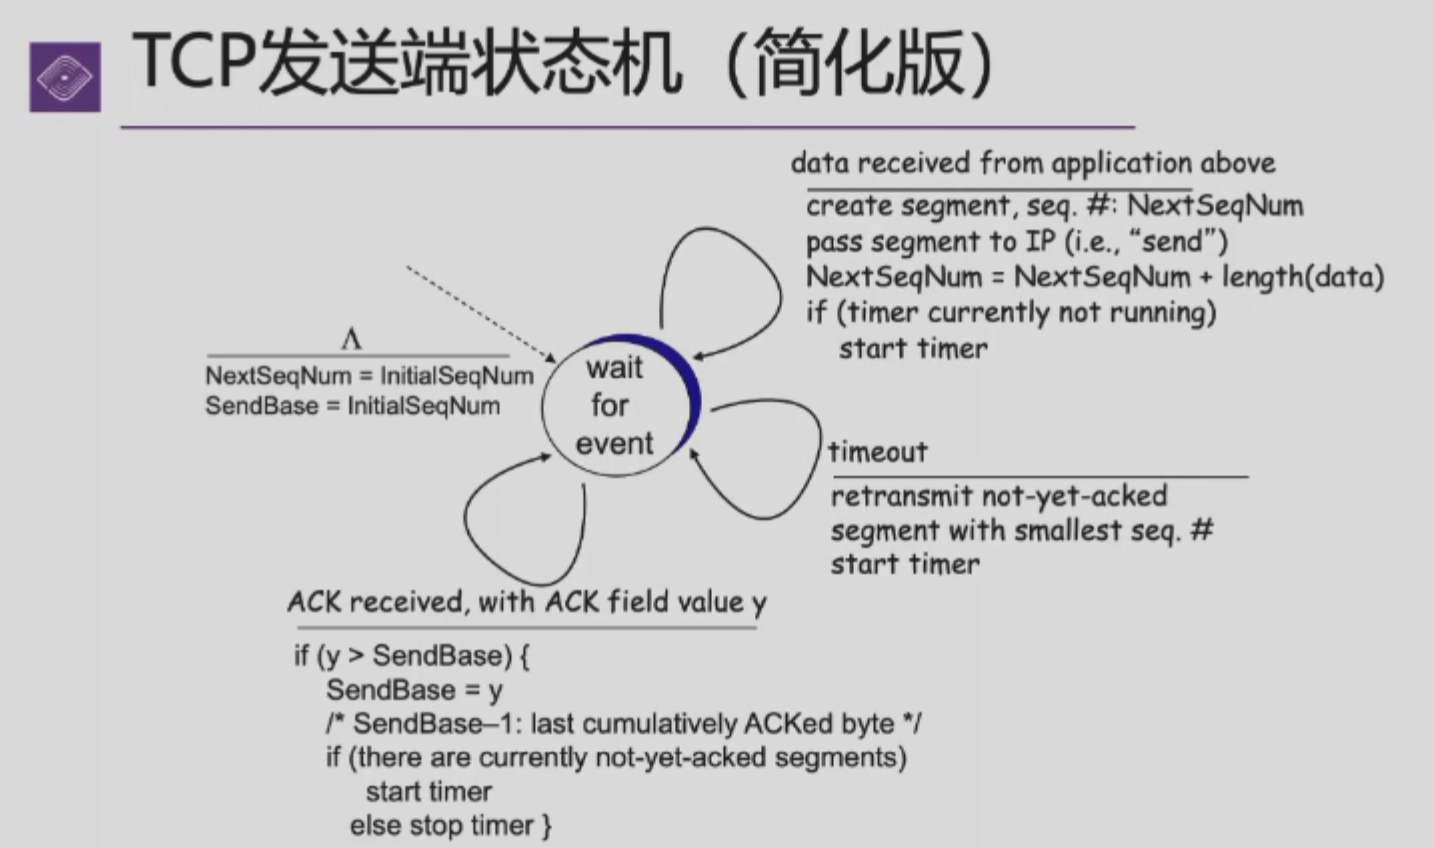 TCP发送端状态机（简化版）
data received from application above
create segment, seq. #: NextSeqNum
pass segment to IP (i.e., “send”)
NextSeqNum = NextSeqNum + length(data)
if (timer currently not running)
start timer
Λ
NextSeqNum = InitialSeqNum
SendBase = InitialSeqNum
wait
for
event
timeout
retransmit not-yet-acked
segment with smallest seq. #
start timer
ACK received, with ACK field value y
if (y > SendBase) {
SendBase = y
/* SendBase–1: last cumulatively ACKed byte */
if (there are currently not-yet-acked segments)
start timer
else stop timer }